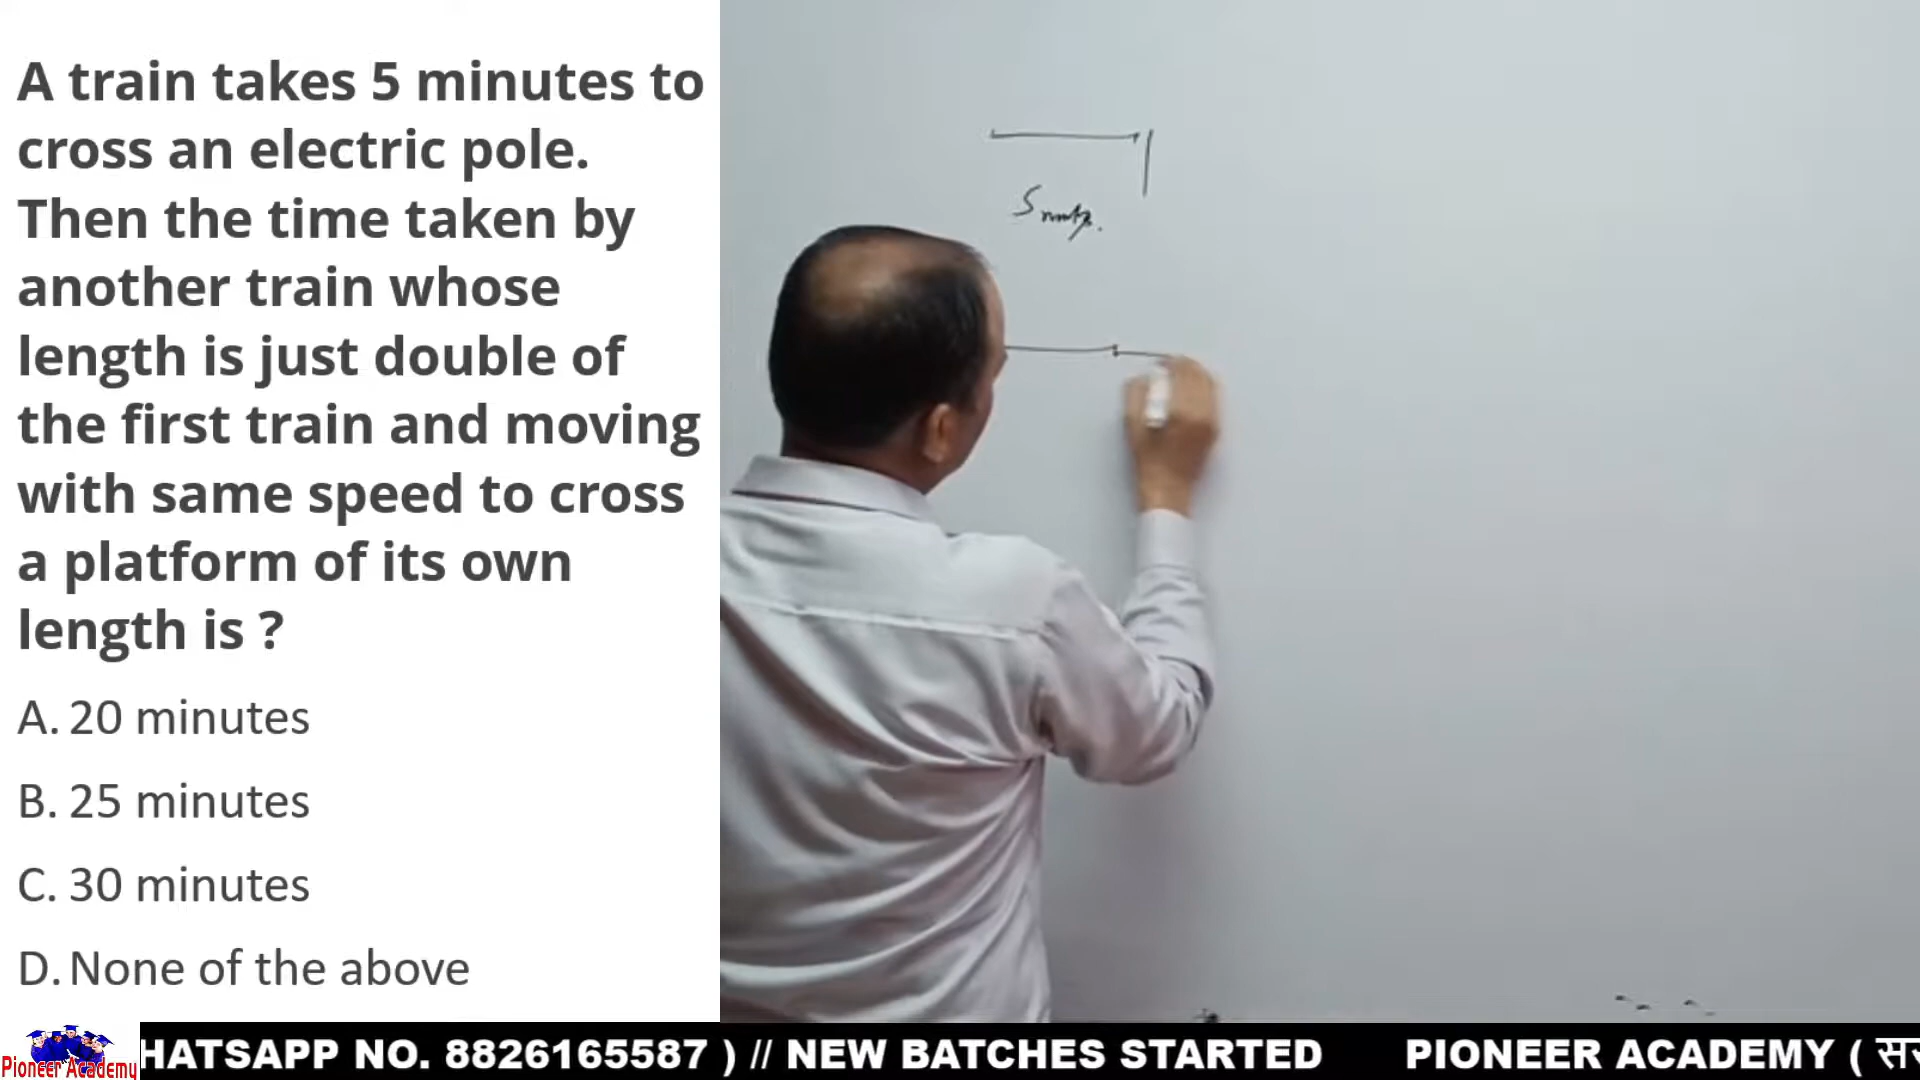 A train takes 5 minutes to
cross an electric pole.
Then the time taken by
another train whose
length is just double of
the first train and moving
with same speed to cross
a platform of its own
length is ?
A. 20 minutes
B. 25 minutes
C. 30 minutes
D. None of the above
5
Pioneer Academy
HATSAPP NO. 8826165587 ) // NEW BATCHES STARTED PIONEER ACADEMY (